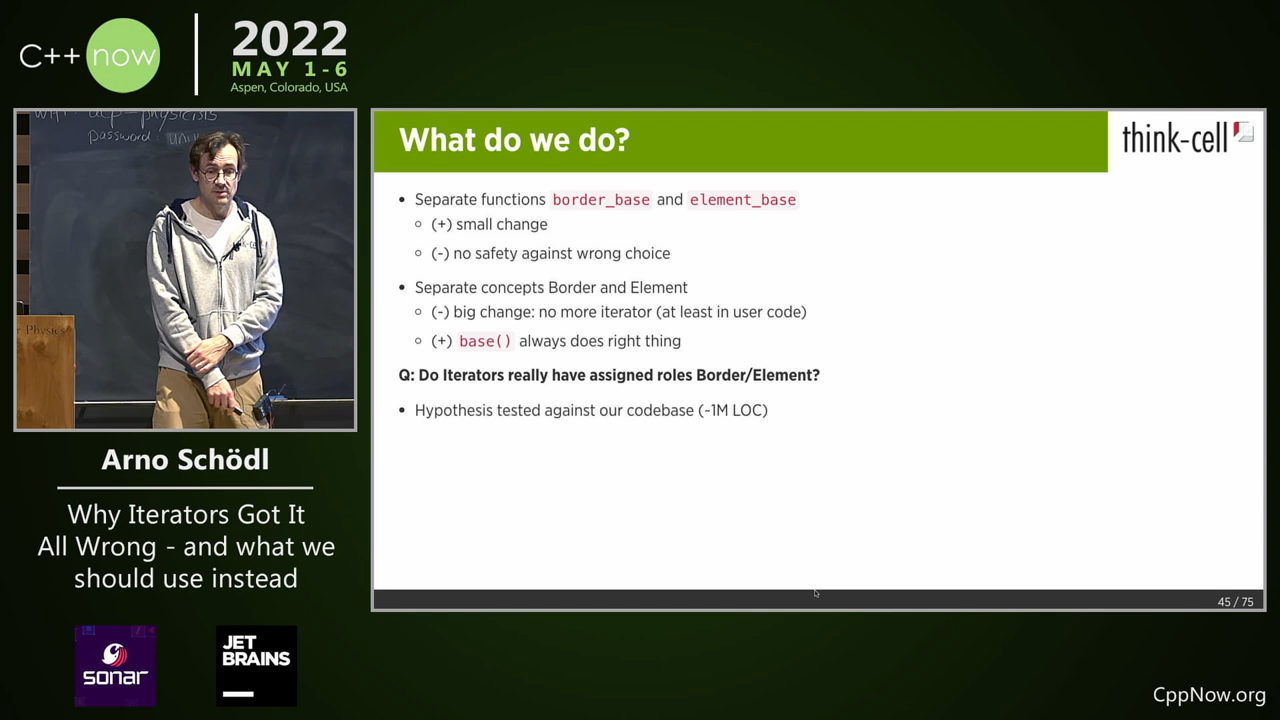 C++ now
2022
MAY 1-6
Aspen, Colorado, USA
password:
Physics
Arno Schödl
Why Iterators Got It
All Wrong - and what we
should use instead
sonar
JET
BRAINS
What do we do?
think-cell
• Separate functions border_base and element_base
○ (+) small change
○ (-) no safety against wrong choice
• Separate concepts Border and Element
○ (-) big change: no more iterator (at least in user code)
○ (+) base() always does right thing
Q: Do Iterators really have assigned roles Border/Element?
• Hypothesis tested against our codebase (~1M LOC)
45 / 75
CppNow.org